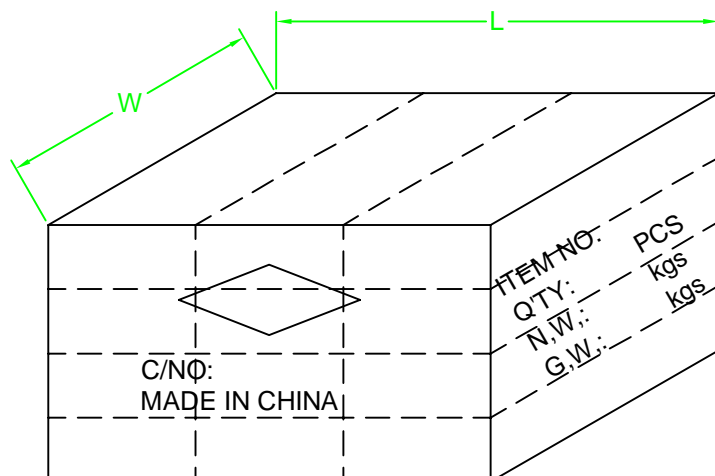 W
L
C/NO:
MADE IN CHINA
ITEM NO.
Q'TY: PCS
N,W,: kgs
G,W,: kgs